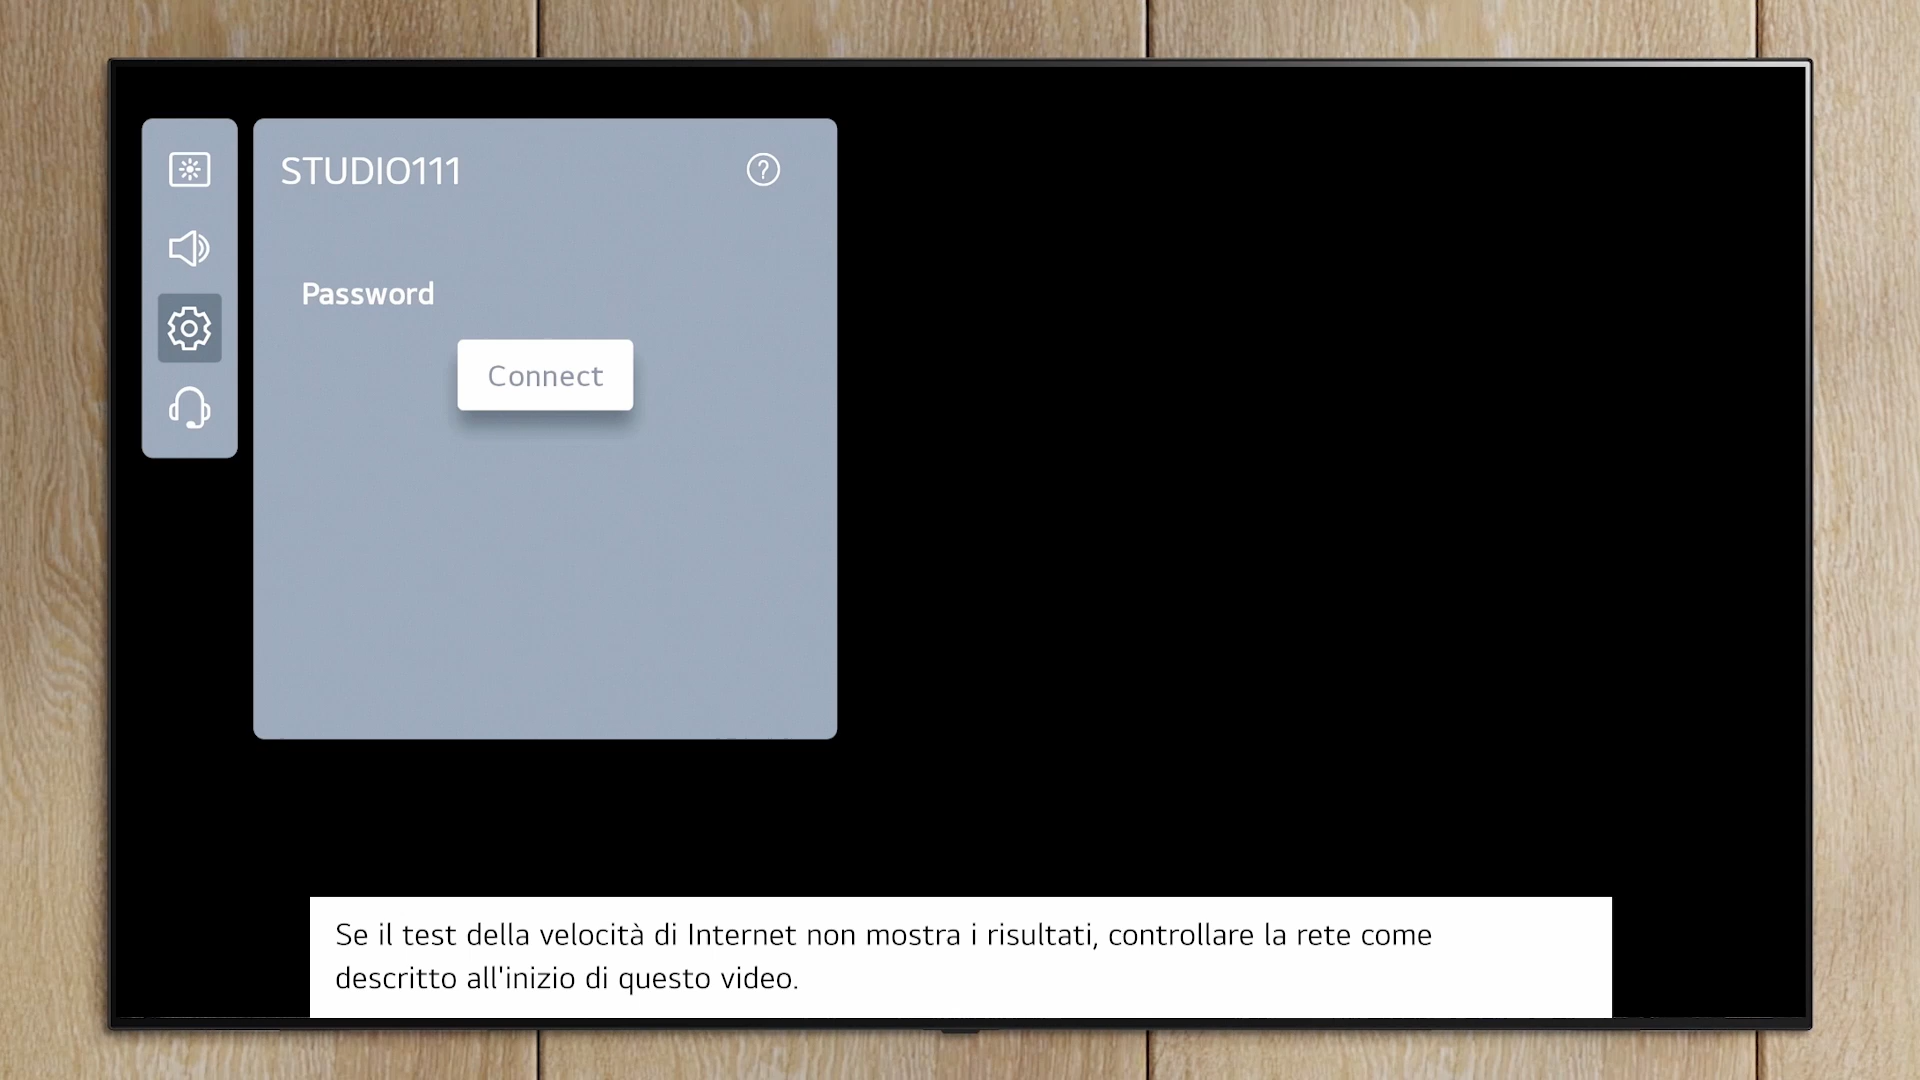 STUDIO111
Password
Connect
Se il test della velocità di Internet non mostra i risultati, controllare la rete come
descritto all'inizio di questo video.